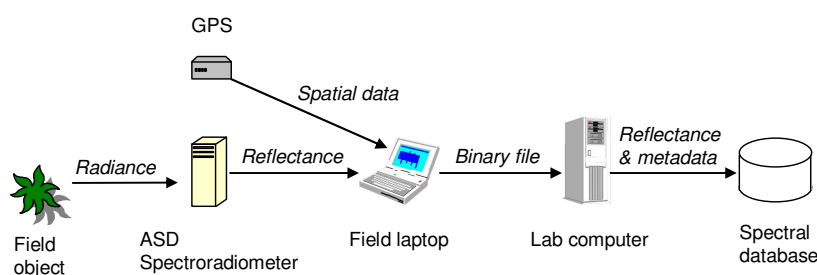 GPS
Spatial data
Radiance
Reflectance
Binary file
Reflectance
& metadata
Field
object
ASD
Spectroradiometer
Field laptop
Lab computer
Spectral
database